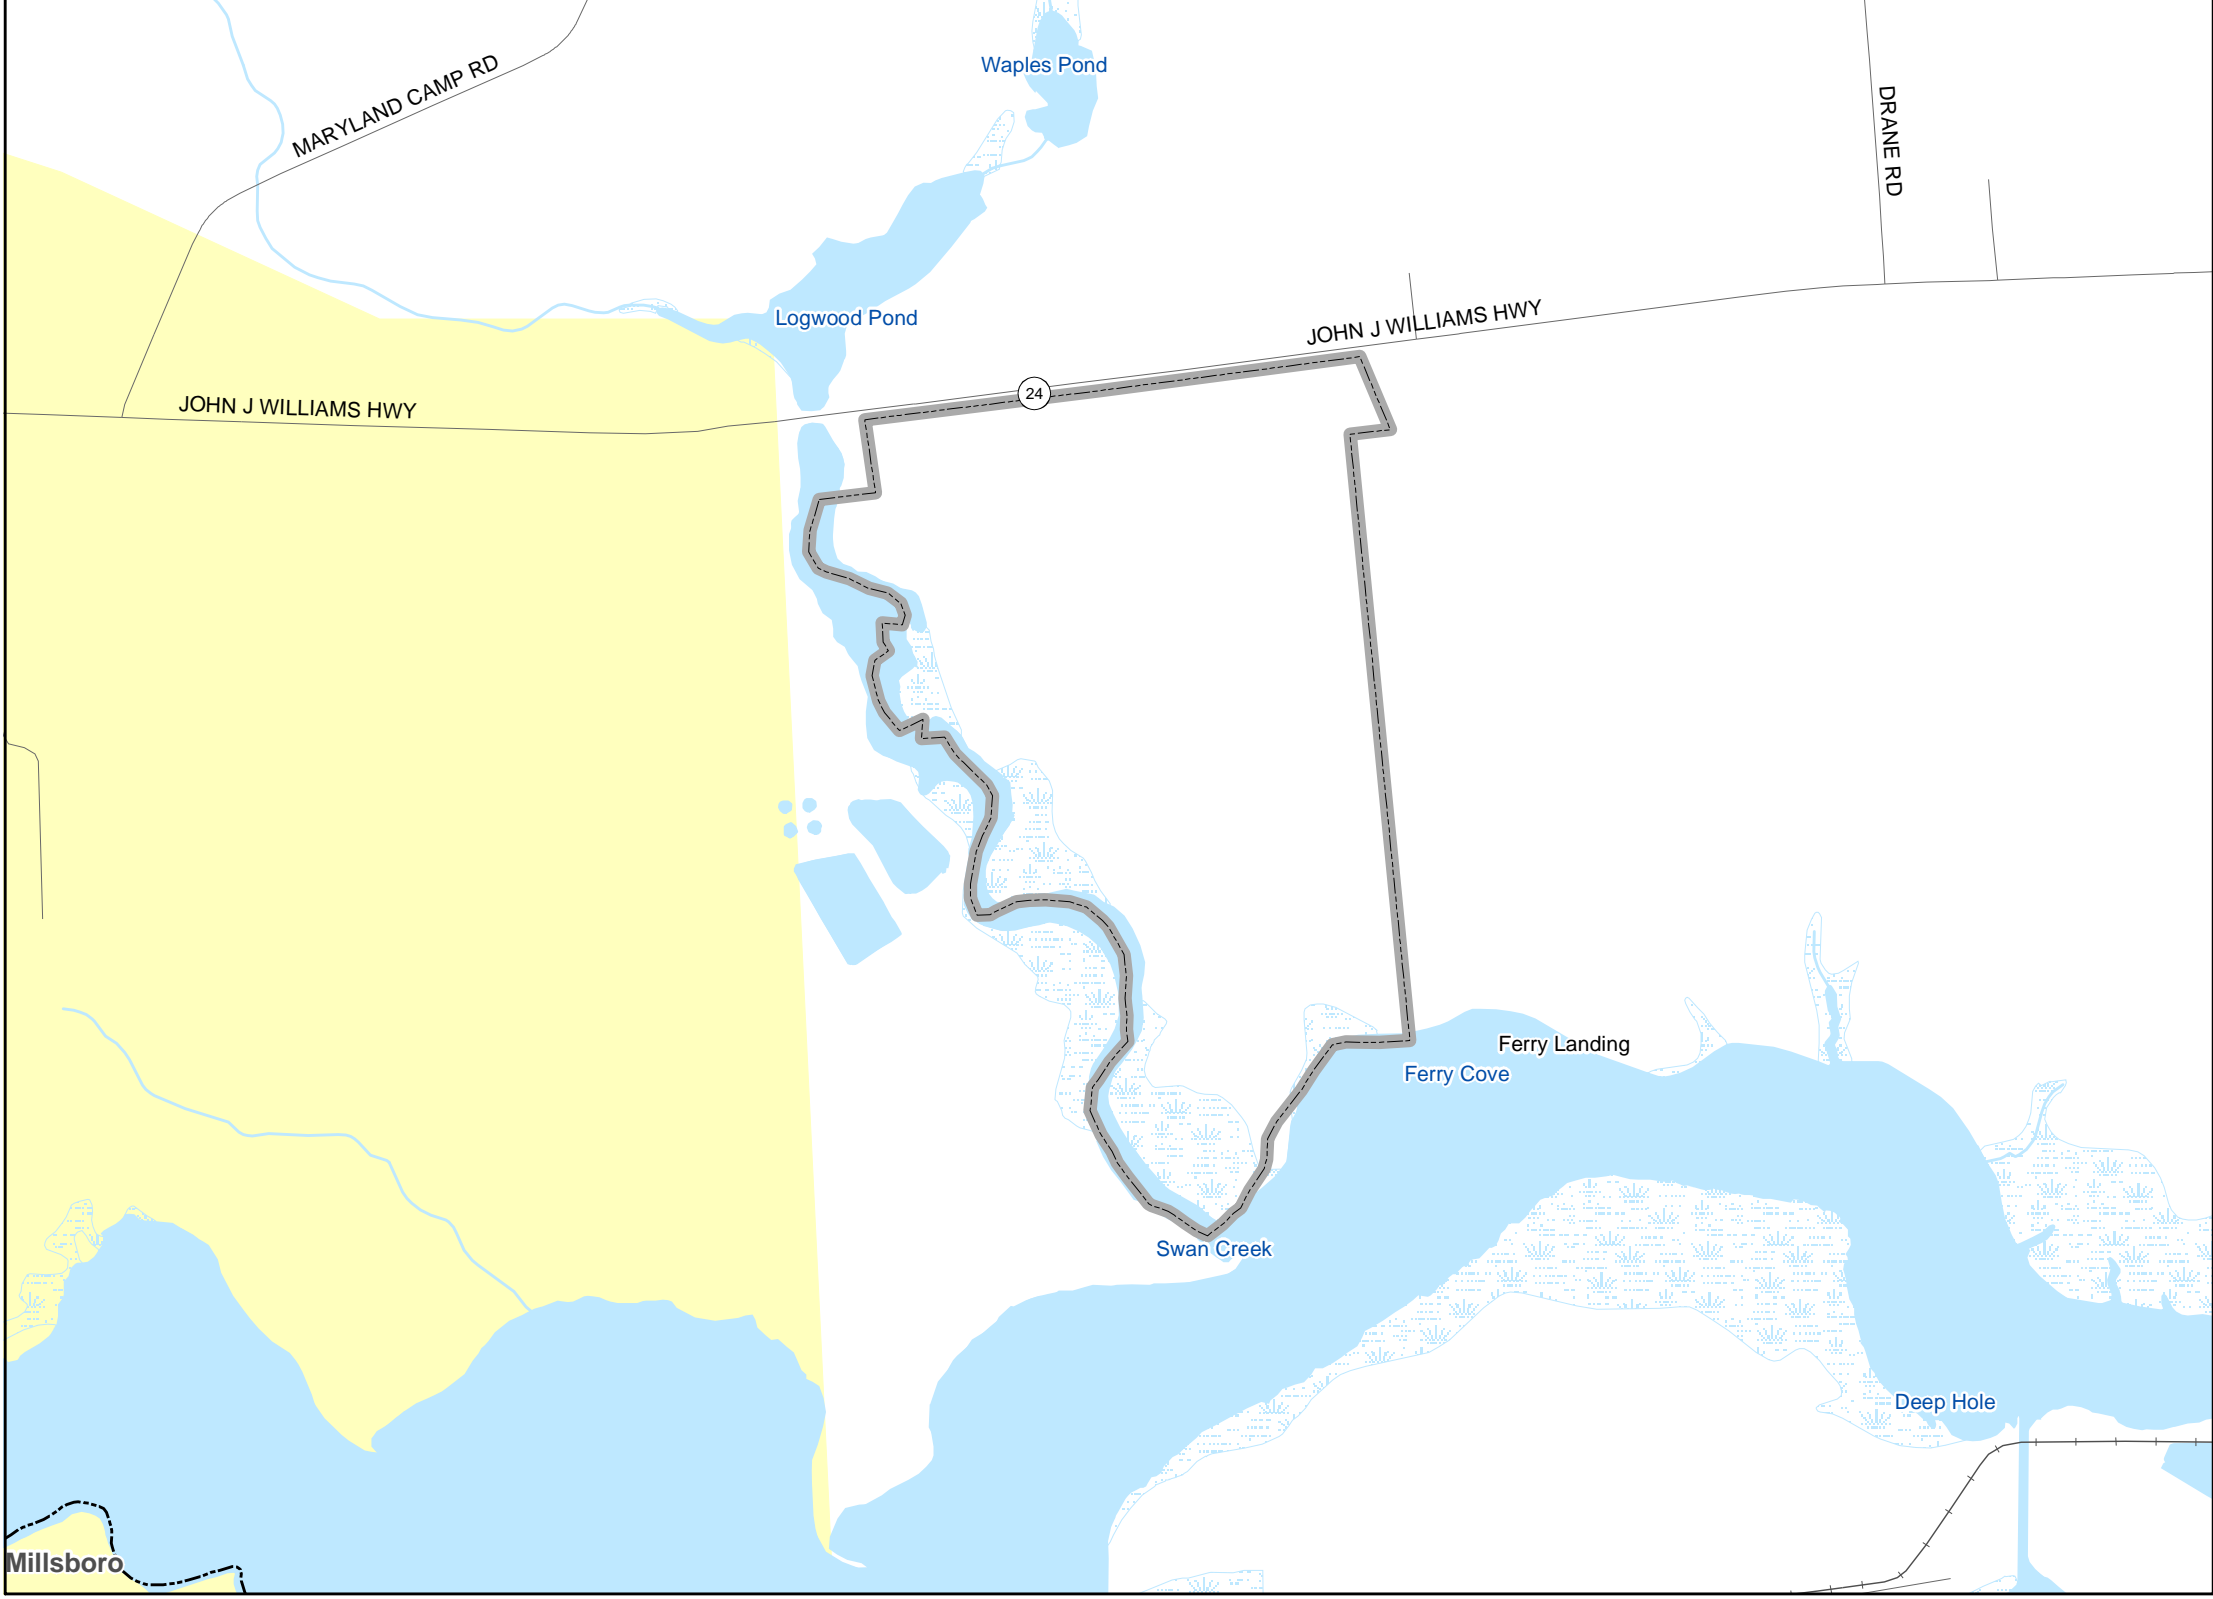 Waples Pond
MARYLAND CAMP RD
DRANE RD
Logwood Pond
JOHN J WILLIAMS HWY
24
JOHN J WILLIAMS HWY
Ferry Landing
Ferry Cove
Swan Creek
Deep Hole
Millsboro